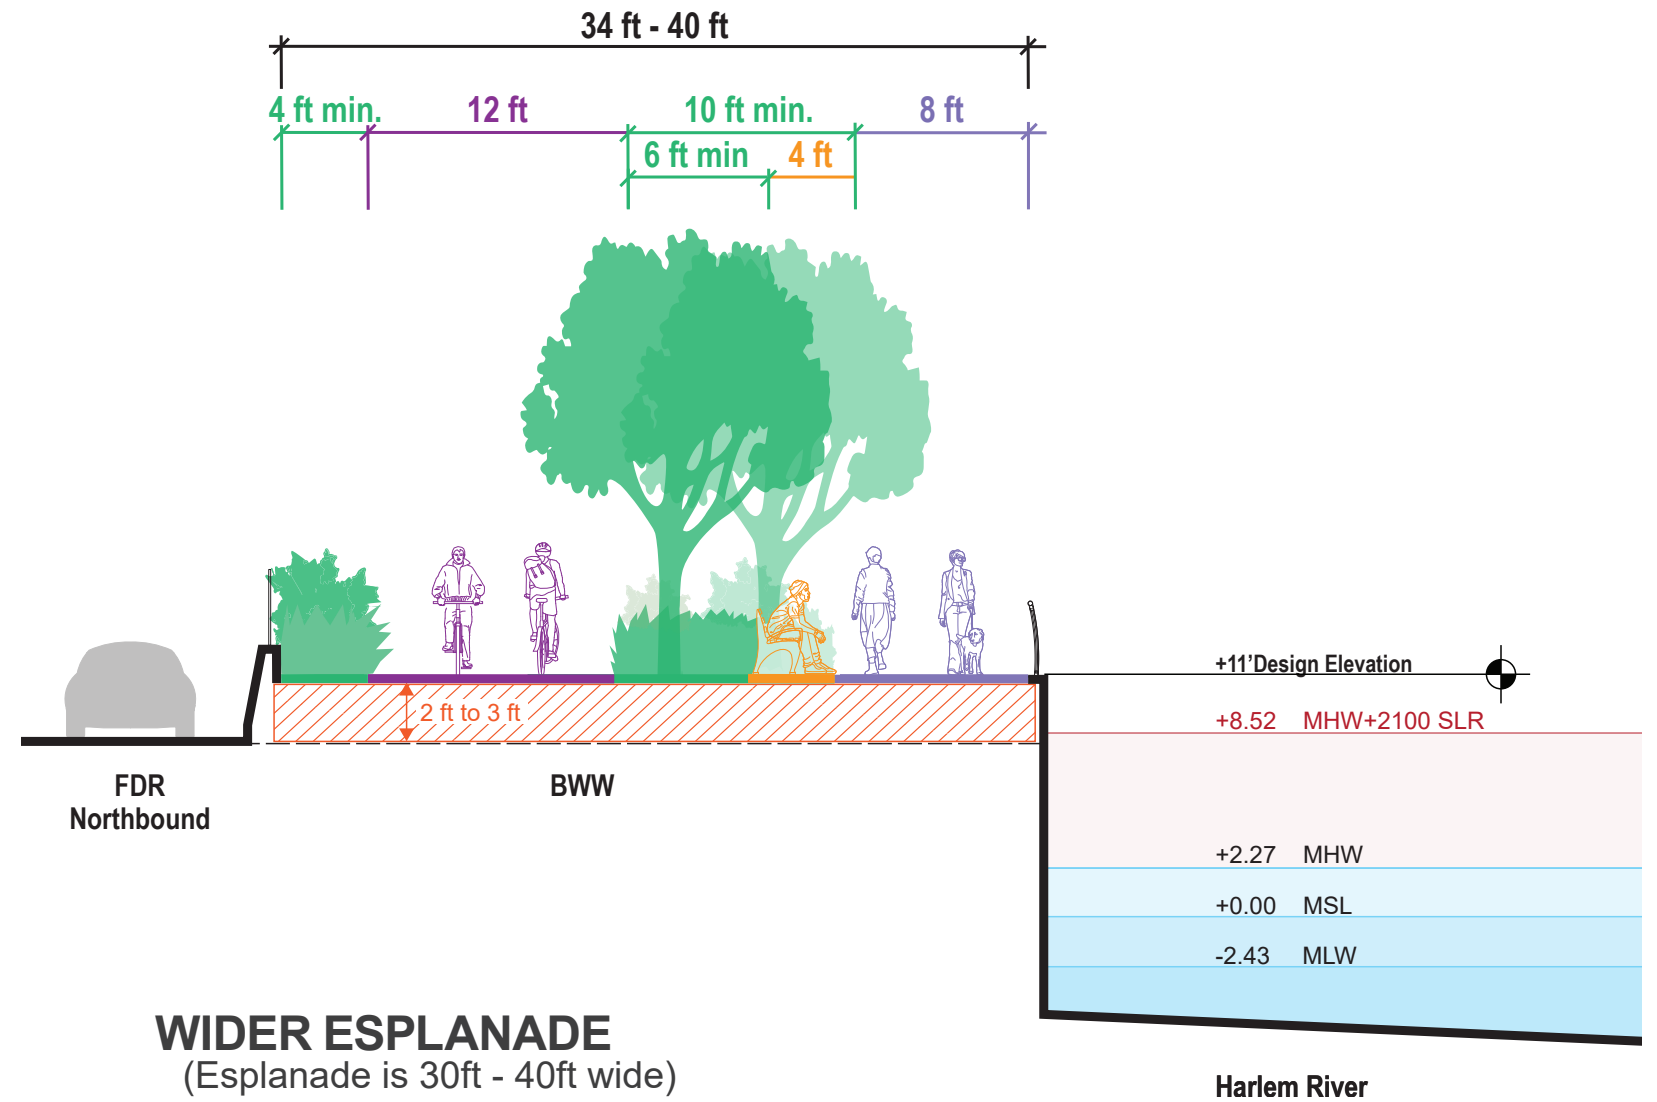 34 ft - 40 ft
4 ft min.
12 ft
10 ft min.
8 ft
6 ft min
4 ft
+11'Design Elevation
+8.52 MHW+2100 SLR
2 ft to 3 ft
FDR
Northbound
BWW
+2.27 MHW
+0.00 MSL
-2.43 MLW
WIDER ESPLANADE
(Esplanade is 30ft - 40ft wide)
Harlem River